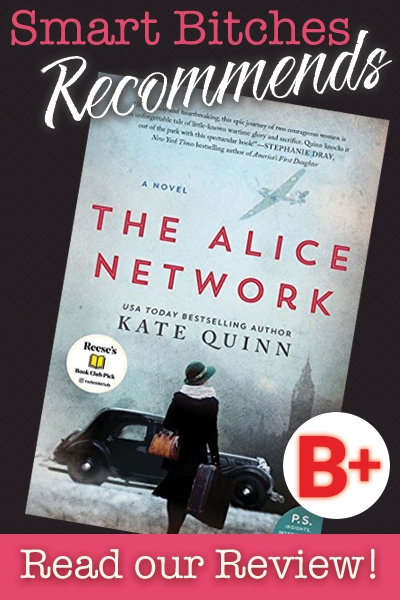 Smart Bitches
Recommends
and heartbreaking, this epic journey of two courageous women is
unforgettable tale of little-known wartime glory and sacrifice. Quinn knocks it
out of the park with this spectacular book!"—STEPHANIE DRAY,
New York Times bestselling author of America's First Daughter
A NOVEL
THE ALICE
NETWORK
USA TODAY BESTSELLING AUTHOR
KATE QUINN
Reese's
Book Club Pick
B+
P.S.
INSIGHTS,
Read our Review!